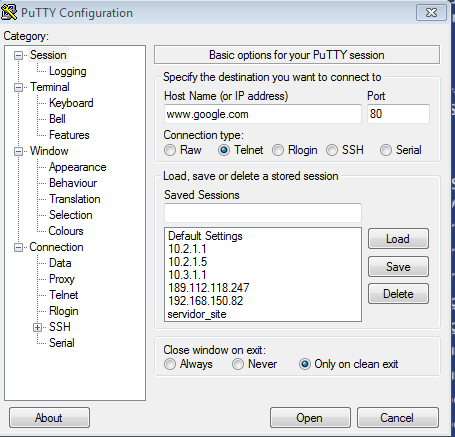 PuTTY Configuration
Category:
Session
Logging
Terminal
Keyboard
Bell
Features
Window
Appearance
Behaviour
Translation
Selection
Colours
Connection
Data
Proxy
Telnet
Rlogin
SSH
Serial
Basic options for your PuTTY session
Specify the destination you want to connect to
Host Name (or IP address) Port
www.google.com 80
Connection type:
Raw Telnet Rlogin SSH Serial
Load, save or delete a stored session
Saved Sessions
Default Settings
10.2.1.1
10.2.1.5
10.3.1.1
189.112.118.247
192.168.150.82
servidor_site
Load
Save
Delete
Close window on exit:
Always Never Only on clean exit
About Open Cancel